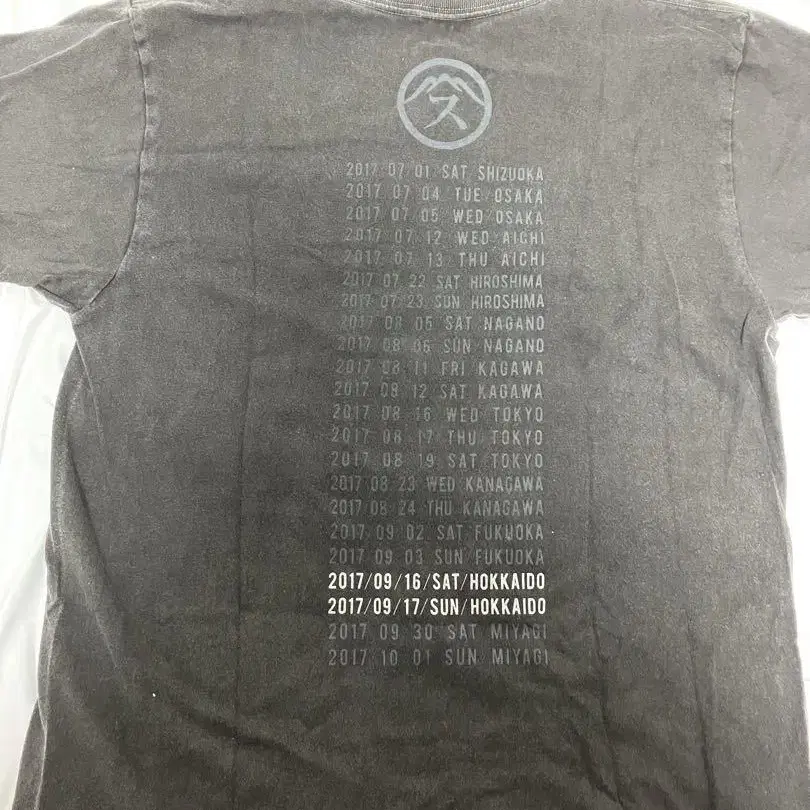 ス
2017 07 01 SAT SHIZUOKA
2017 07 04 TUE OSAKA
2017 07 05 WED OSAKA
2017 07 12 WED AICHI
2017 07 13 THU AICHI
2017 07 22 SAT HIROSHIMA
2017 07 23 SUN HIROSHIMA
2017 08 05 SAT NAGANO
2017 08 06 SUN NAGANO
2017 08 11 FRI KAGAWA
2017 08 12 SAT KAGAWA
2017 08 16 WED TOKYO
2017 08 17 THU TOKYO
2017 08 19 SAT TOKYO
2017 08 23 WED KANAGAWA
2017 08 24 THU KANAGAWA
2017 09 02 SAT FUKUOKA
2017 09 03 SUN FUKUOKA
2017/09/16/SAT/HOKKAIDO
2017/09/17/SUN/HOKKAIDO
2017 09 30 SAT MIYAGI
2017 10 01 SUN MIYAGI